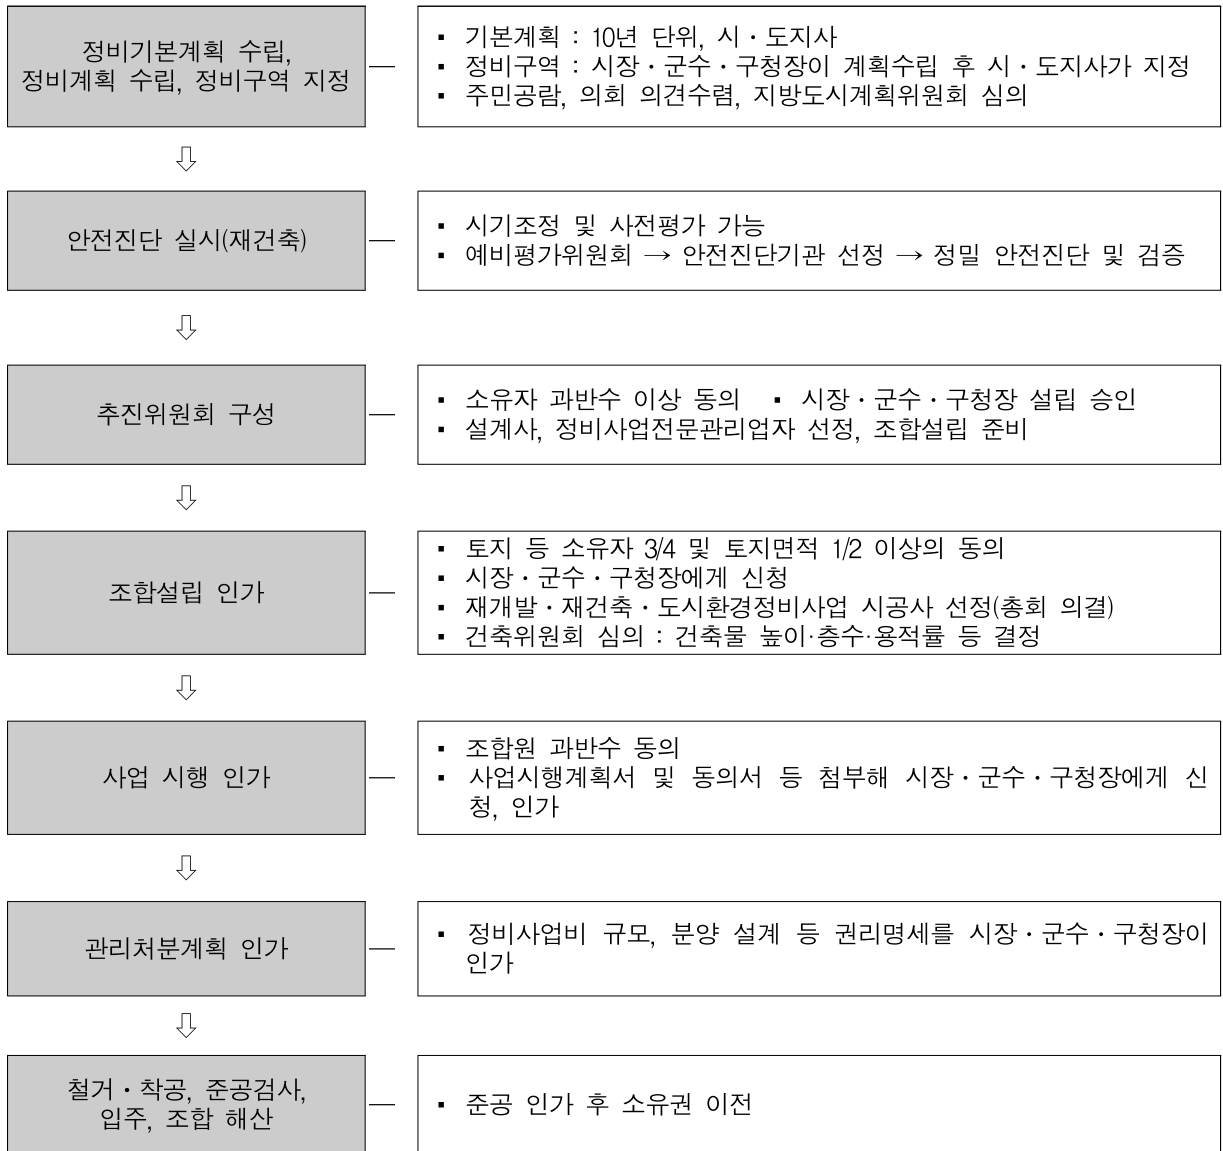 정비기본계획 수립,
정비계획 수립, 정비구역 지정
▪ 기본계획 : 10년 단위, 시・도지사
▪ 정비구역 : 시장・군수・구청장이 계획수립 후 시・도지사가 지정
▪ 주민공람, 의회 의견수렴, 지방도시계획위원회 심의
⇩
안전진단 실시(재건축)
▪ 시기조정 및 사전평가 가능
▪ 예비평가위원회 → 안전진단기관 선정 → 정밀 안전진단 및 검증
⇩
추진위원회 구성
▪ 소유자 과반수 이상 동의 ▪ 시장・군수・구청장 설립 승인
▪ 설계사, 정비사업전문관리업자 선정, 조합설립 준비
⇩
조합설립 인가
▪ 토지 등 소유자 3/4 및 토지면적 1/2 이상의 동의
▪ 시장・군수・구청장에게 신청
▪ 재개발・재건축・도시환경정비사업 시공사 선정(총회 의결)
▪ 건축위원회 심의 : 건축물 높이·층수·용적률 등 결정
⇩
사업 시행 인가
▪ 조합원 과반수 동의
▪ 사업시행계획서 및 동의서 등 첨부해 시장・군수・구청장에게 신
청, 인가
⇩
관리처분계획 인가
▪ 정비사업비 규모, 분양 설계 등 권리명세를 시장・군수・구청장이
인가
⇩
철거・착공, 준공검사,
입주, 조합 해산
▪ 준공 인가 후 소유권 이전